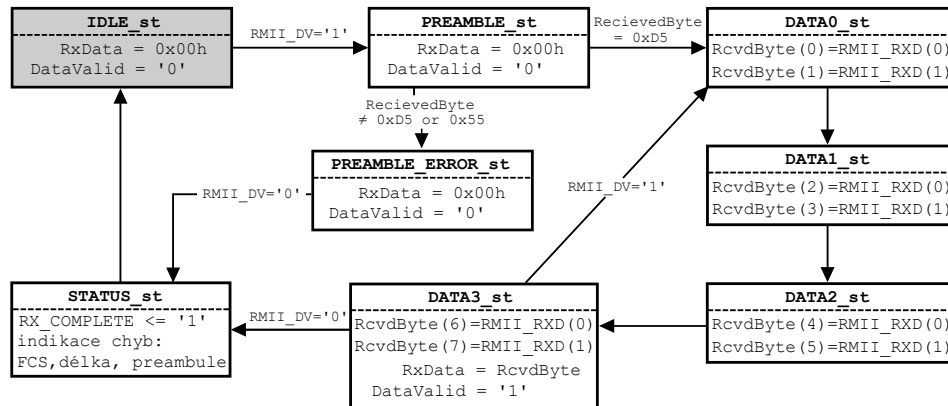 IDLE_st
RxData = 0x00h
DataValid = '0'
RMII_DV='1'
PREAMBLE_st
RxData = 0x00h
DataValid = '0'
RecievedByte
= 0xD5
DATA0_st
RcvdByte(0)=RMII_RXD(0)
RcvdByte(1)=RMII_RXD(1)
RecievedByte
≠ 0xD5 or 0x55
PREAMBLE_ERROR_st
RxData = 0x00h
DataValid = '0'
RMII_DV='0'
RMII_DV='1'
DATA1_st
RcvdByte(2)=RMII_RXD(0)
RcvdByte(3)=RMII_RXD(1)
STATUS_st
RX_COMPLETE <= '1'
indikace chyb:
FCS,délka, preambule
RMII_DV='0'
DATA3_st
RcvdByte(6)=RMII_RXD(0)
RcvdByte(7)=RMII_RXD(1)
RxData = RcvdByte
DataValid = '1'
DATA2_st
RcvdByte(4)=RMII_RXD(0)
RcvdByte(5)=RMII_RXD(1)